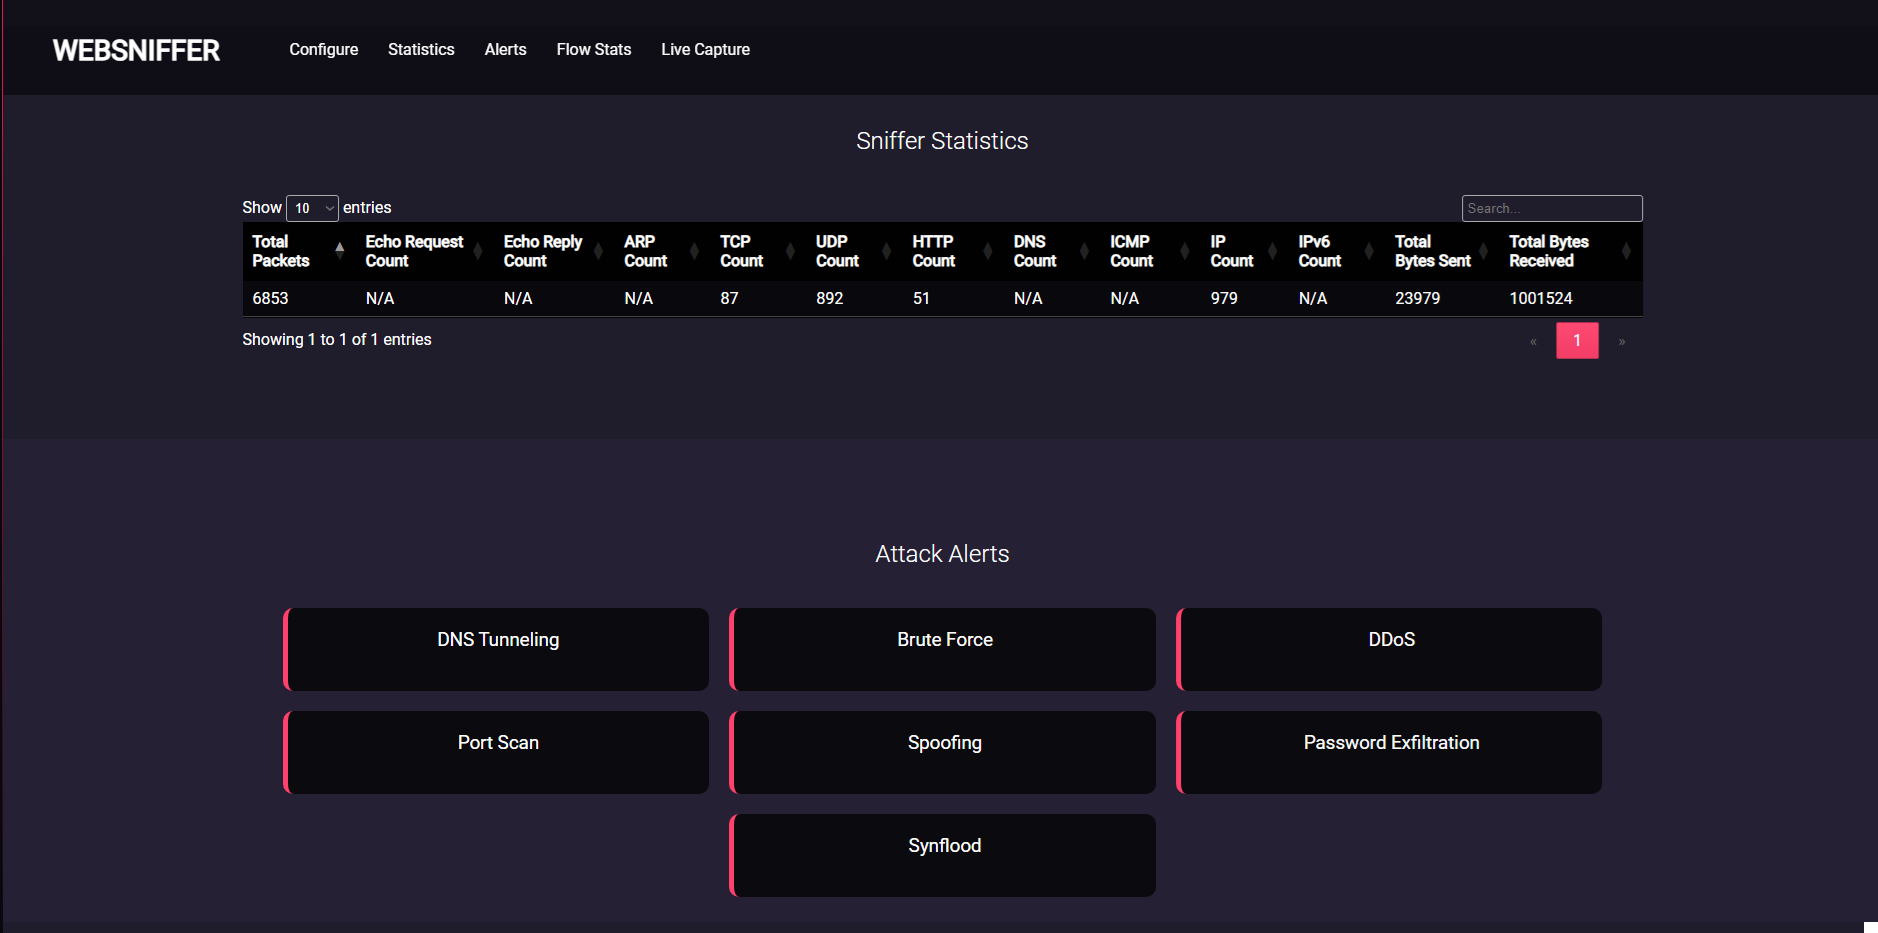 WEBSNIFFER Configure Statistics Alerts Flow Stats Live Capture
Sniffer Statistics
Show 10 entries Search...
Total Packets Echo Request Count Echo Reply Count ARP Count TCP Count UDP Count HTTP Count DNS Count ICMP Count IP Count IPv6 Count Total Bytes Sent Total Bytes Received
6853 N/A N/A N/A 87 892 51 N/A N/A 979 N/A 23979 1001524
Showing 1 to 1 of 1 entries « 1 »
Attack Alerts
DNS Tunneling Brute Force DDoS
Port Scan Spoofing Password Exfiltration
Synflood